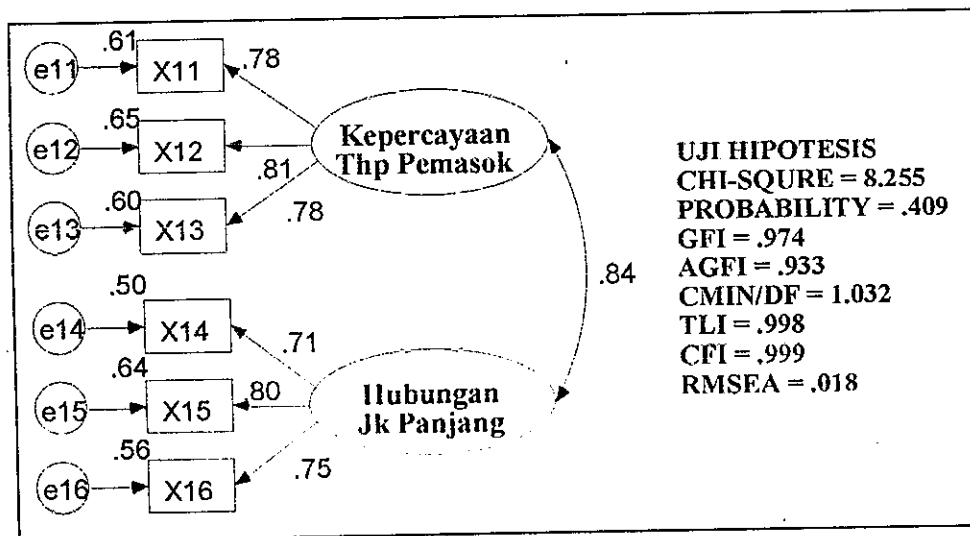 .61
e11
X11
.78
.65
e12
X12
.81
.60
e13
X13
.78
Kepercayaan
Thp Pemasok
.50
e14
X14
.71
.64
e15
X15
.80
.56
e16
X16
.75
Hubungan
Jk Panjang
.84
UJI HIPOTESIS
CHI-SQURE = 8.255
PROBABILITY = .409
GFI = .974
AGFI = .933
CMIN/DF = 1.032
TLI = .998
CFI = .999
RMSEA = .018